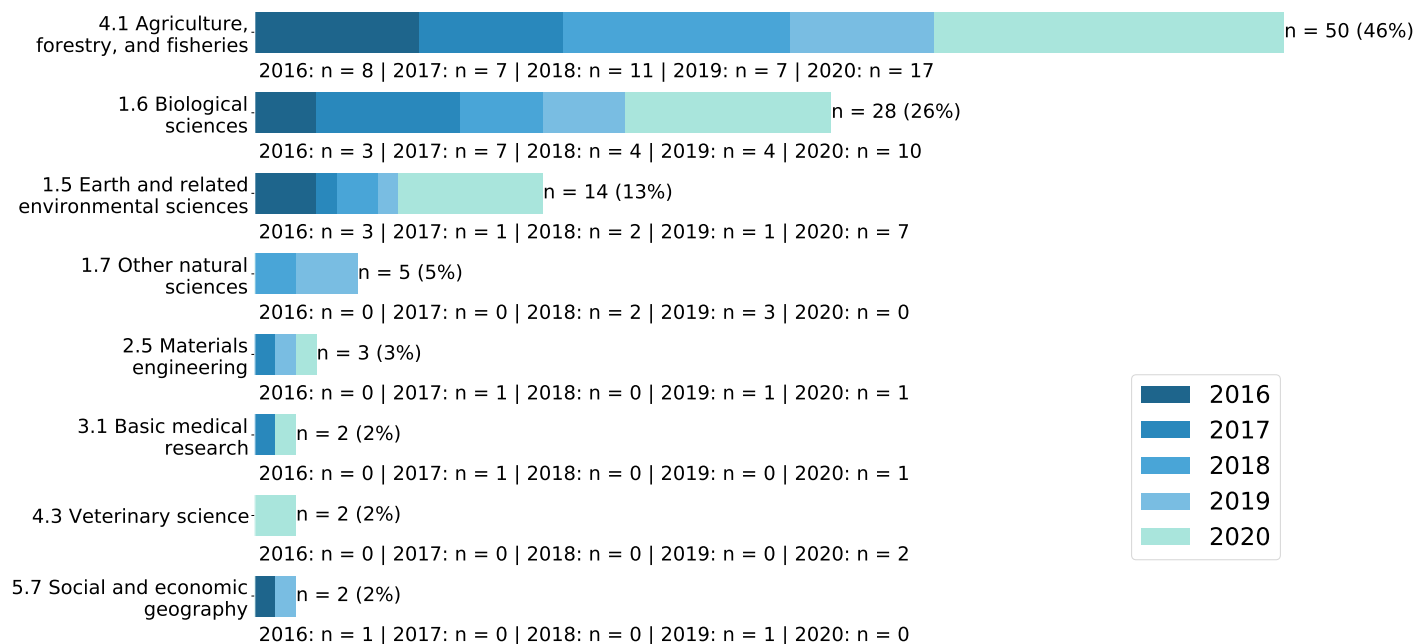 4.1 Agriculture,
forestry, and fisheries
n = 50 (46%)
2016: n = 8 | 2017: n = 7 | 2018: n = 11 | 2019: n = 7 | 2020: n = 17
1.6 Biological
sciences
n = 28 (26%)
2016: n = 3 | 2017: n = 7 | 2018: n = 4 | 2019: n = 4 | 2020: n = 10
1.5 Earth and related
environmental sciences
n = 14 (13%)
2016: n = 3 | 2017: n = 1 | 2018: n = 2 | 2019: n = 1 | 2020: n = 7
1.7 Other natural
sciences
n = 5 (5%)
2016: n = 0 | 2017: n = 0 | 2018: n = 2 | 2019: n = 3 | 2020: n = 0
2.5 Materials
engineering
n = 3 (3%)
2016: n = 0 | 2017: n = 1 | 2018: n = 0 | 2019: n = 1 | 2020: n = 1
3.1 Basic medical
research
n = 2 (2%)
2016: n = 0 | 2017: n = 1 | 2018: n = 0 | 2019: n = 0 | 2020: n = 1
4.3 Veterinary science
n = 2 (2%)
2016: n = 0 | 2017: n = 0 | 2018: n = 0 | 2019: n = 0 | 2020: n = 2
5.7 Social and economic
geography
n = 2 (2%)
2016: n = 1 | 2017: n = 0 | 2018: n = 0 | 2019: n = 1 | 2020: n = 0
2016
2017
2018
2019
2020